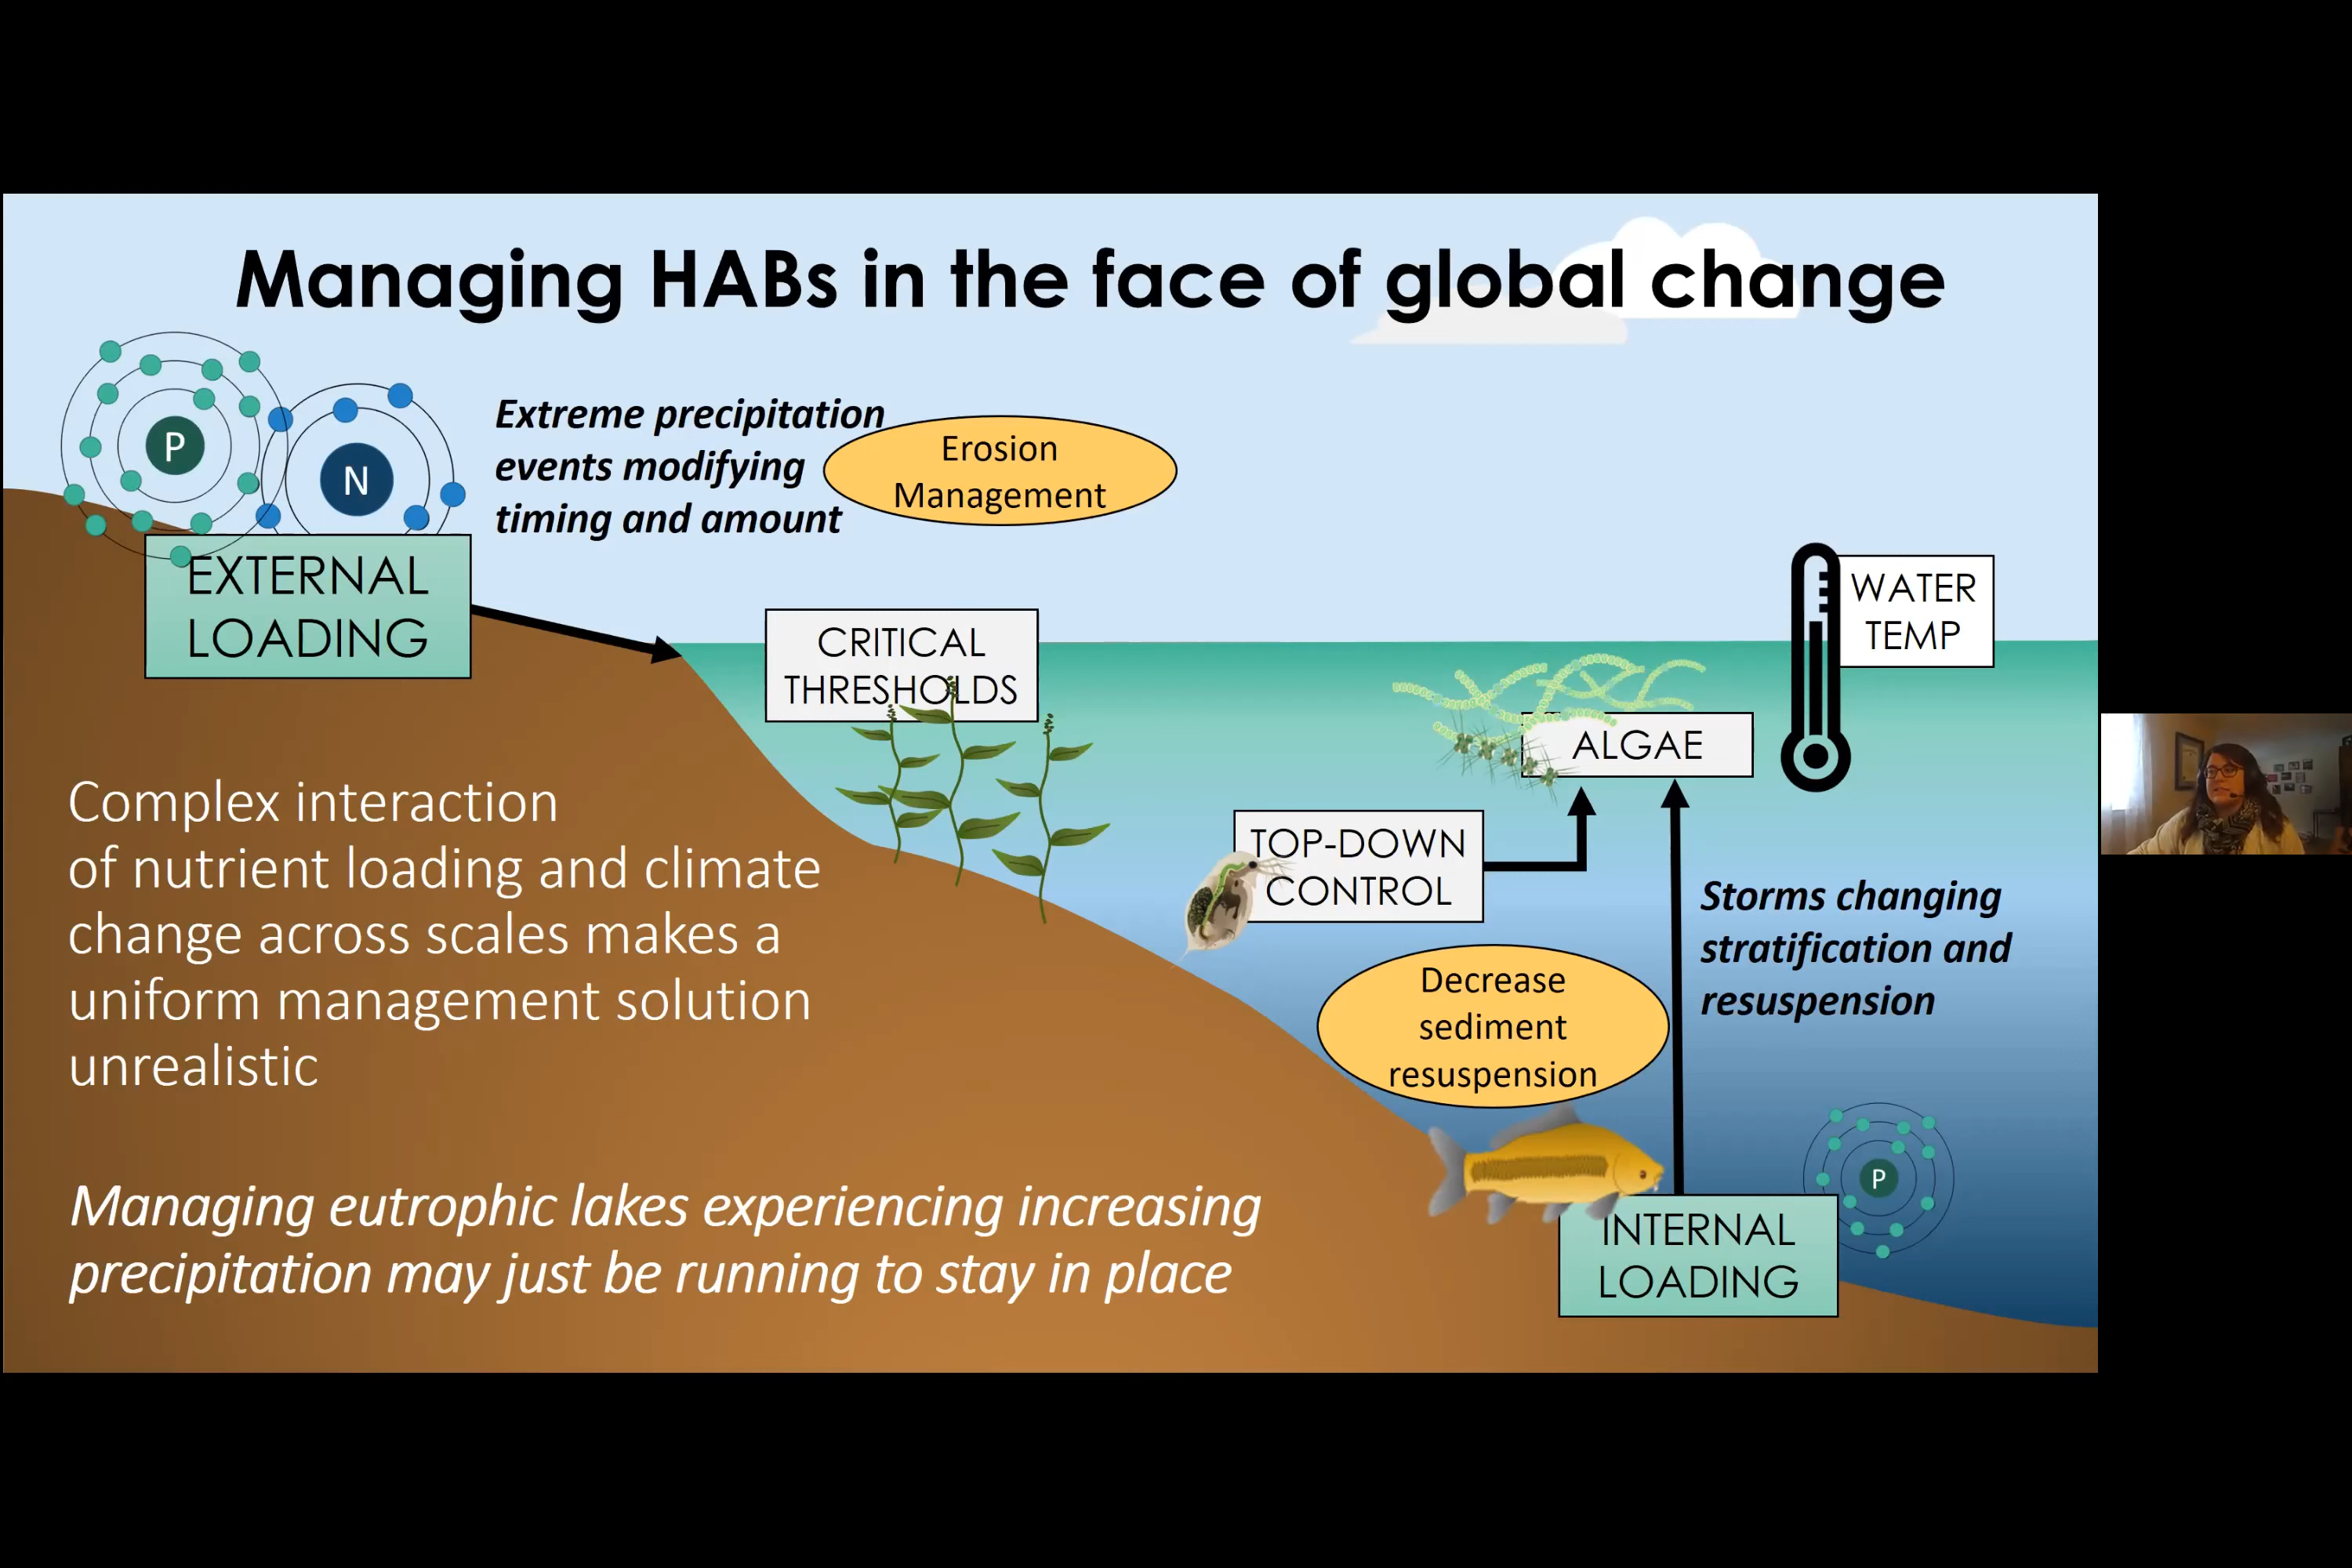 Managing HABs in the face of global change
P
N
Extreme precipitation
events modifying
timing and amount
Erosion
Management
EXTERNAL
LOADING
CRITICAL
THRESHOLDS
WATER
TEMP
ALGAE
TOP-DOWN
CONTROL
Storms changing
stratification and
resuspension
Decrease
sediment
resuspension
Complex interaction
of nutrient loading and climate
change across scales makes a
uniform management solution
unrealistic
P
INTERNAL
LOADING
Managing eutrophic lakes experiencing increasing
precipitation may just be running to stay in place